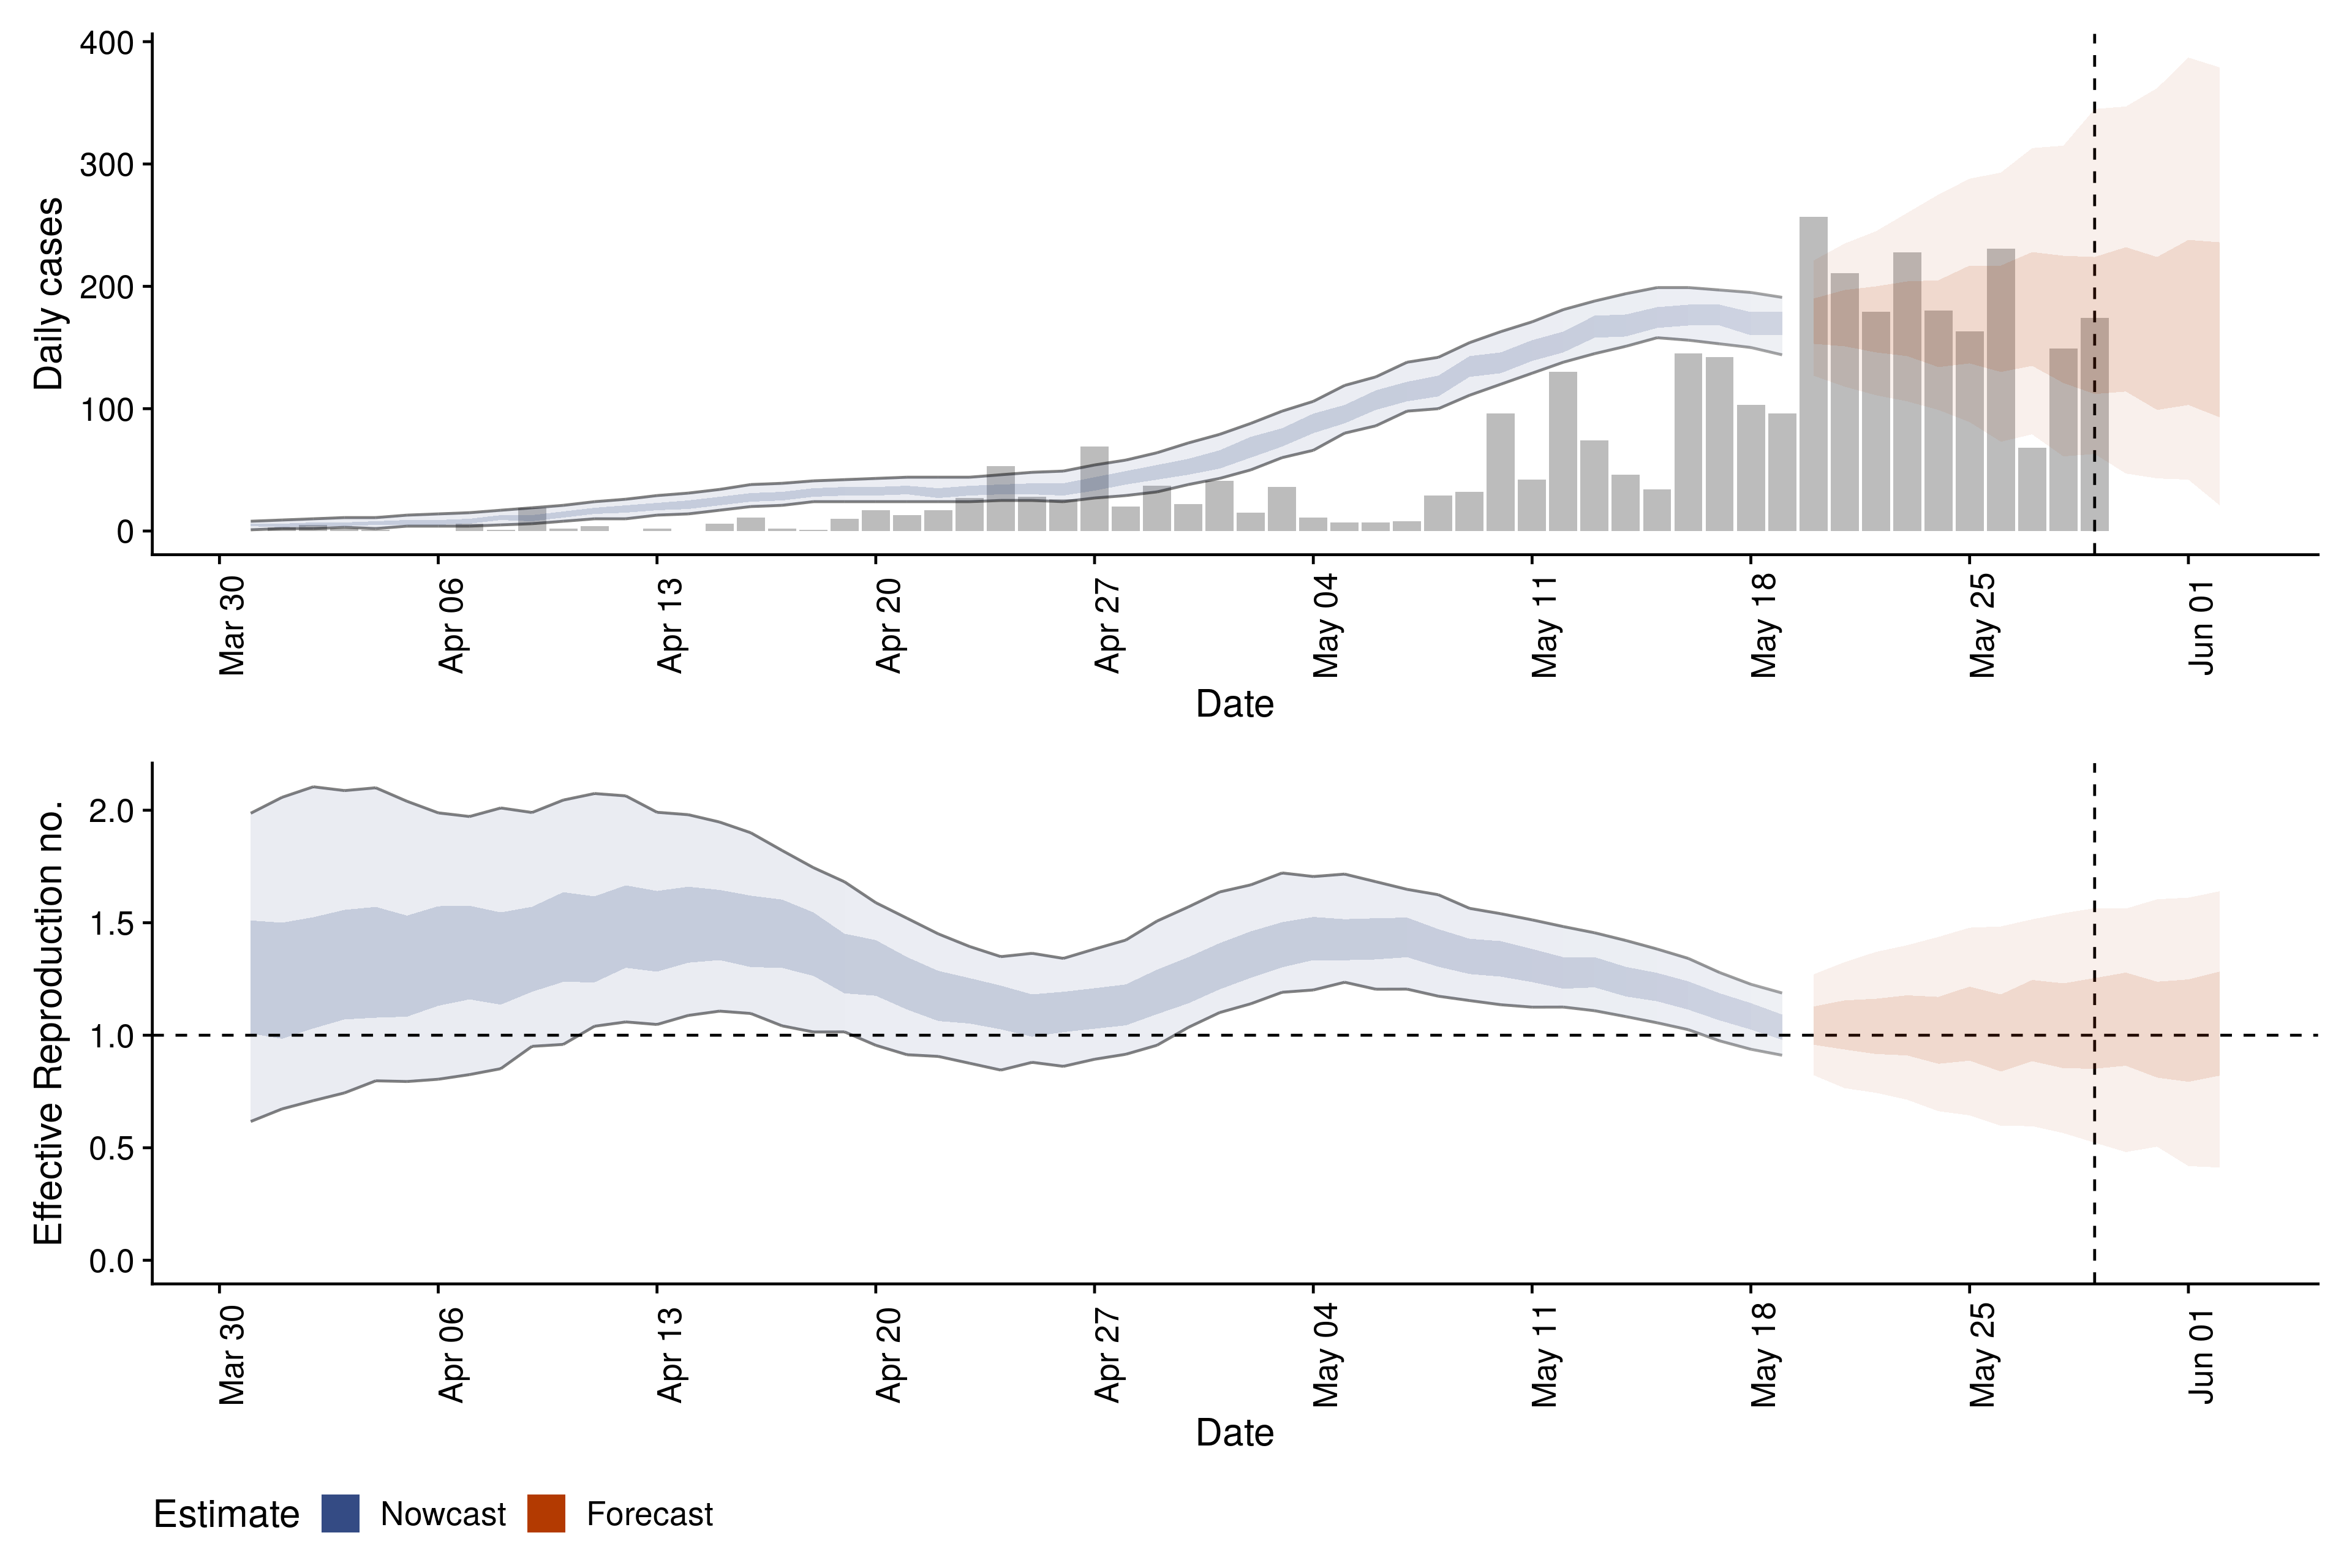 400
300
200
100
0
Daily cases
Mar 30
Apr 06
Apr 13
Apr 20
Apr 27
May 04
May 11
May 18
May 25
Jun 01
Date
2.0
1.5
1.0
0.5
0.0
Effective Reproduction no.
Mar 30
Apr 06
Apr 13
Apr 20
Apr 27
May 04
May 11
May 18
May 25
Jun 01
Date
Estimate Nowcast Forecast